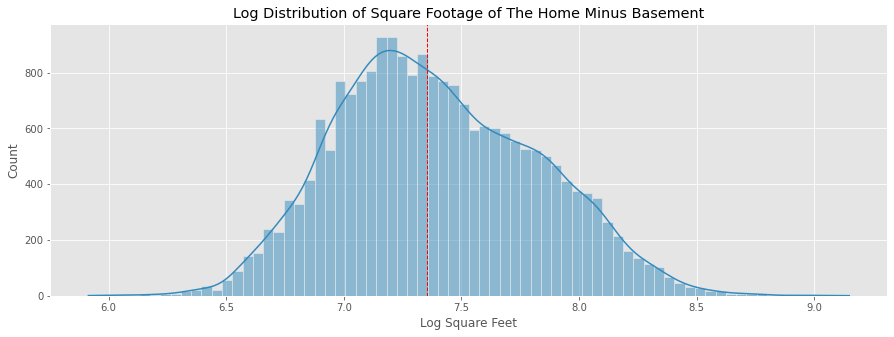 Log Distribution of Square Footage of The Home Minus Basement
800
600
400
200
0
Count
6.0 6.5 7.0 7.5 8.0 8.5 9.0
Log Square Feet